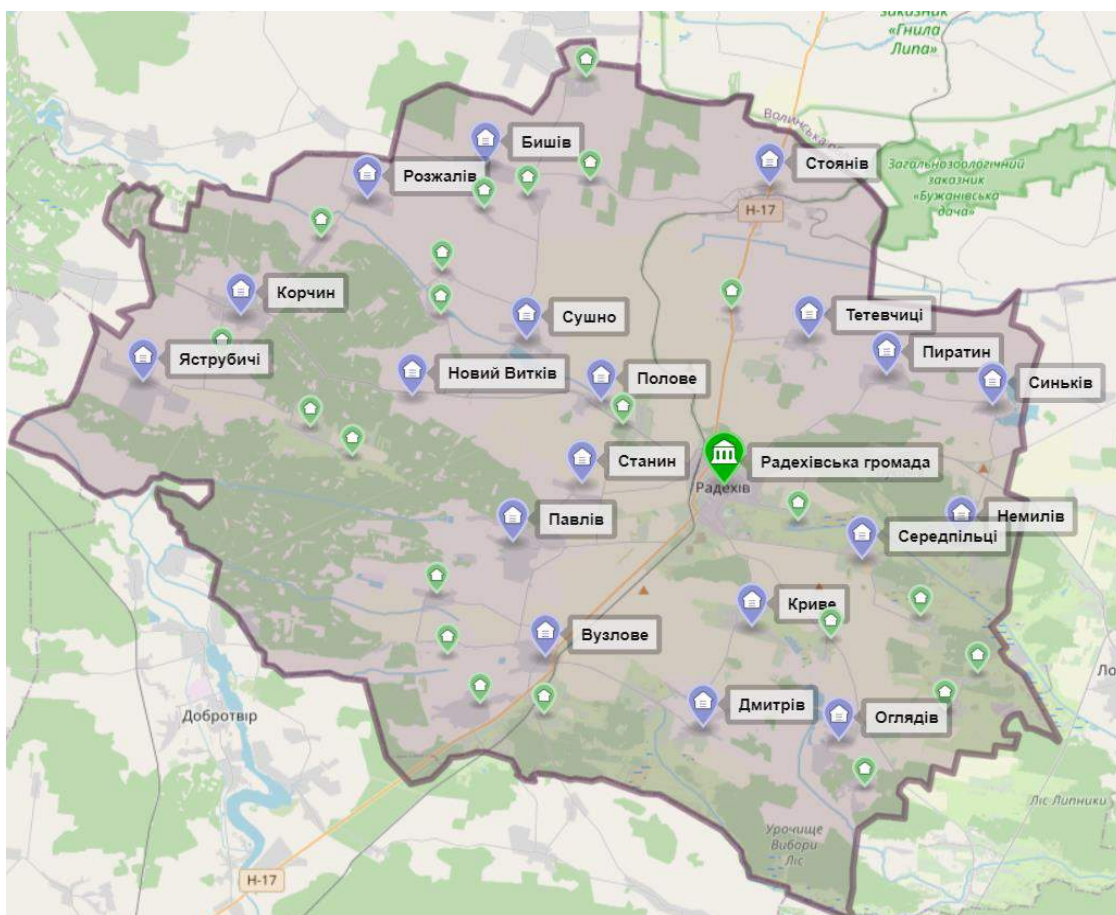 заказник
«Гнила
Липа»
Волинська
Бишів
Стоянів
Розжалів
Загальнозоологічний
заказник
«Бужанівська
дача»
Н-17
Корчин
Сушно
Тетевчиці
Яструбичі
Новий Витків
Полове
Пиратин
Синьків
Станин
Радехівська громада
Радехів
Павлів
Немилів
Середпільці
Криве
Вузлове
Дмитрів
Оглядів
Добротвір
Ліс Липники
Урочище
Вибори
Ліс
Н-17